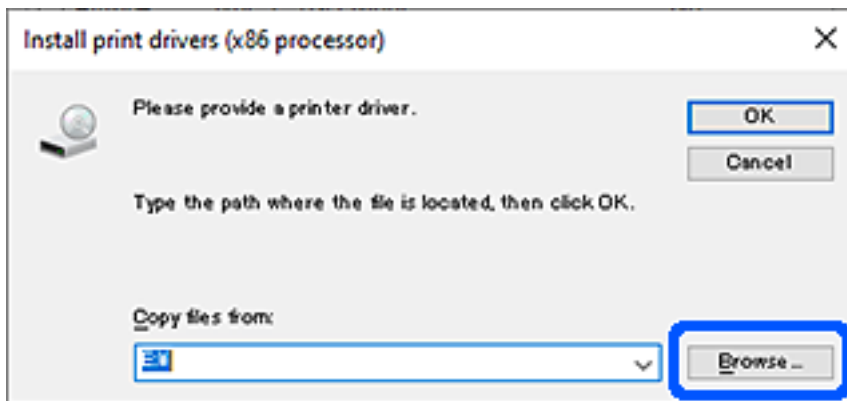 Install print drivers (x86 processor)
Please provide a printer driver.
OK
Cancel
Type the path where the file is located, then click OK.
Copy files from:
Browse...